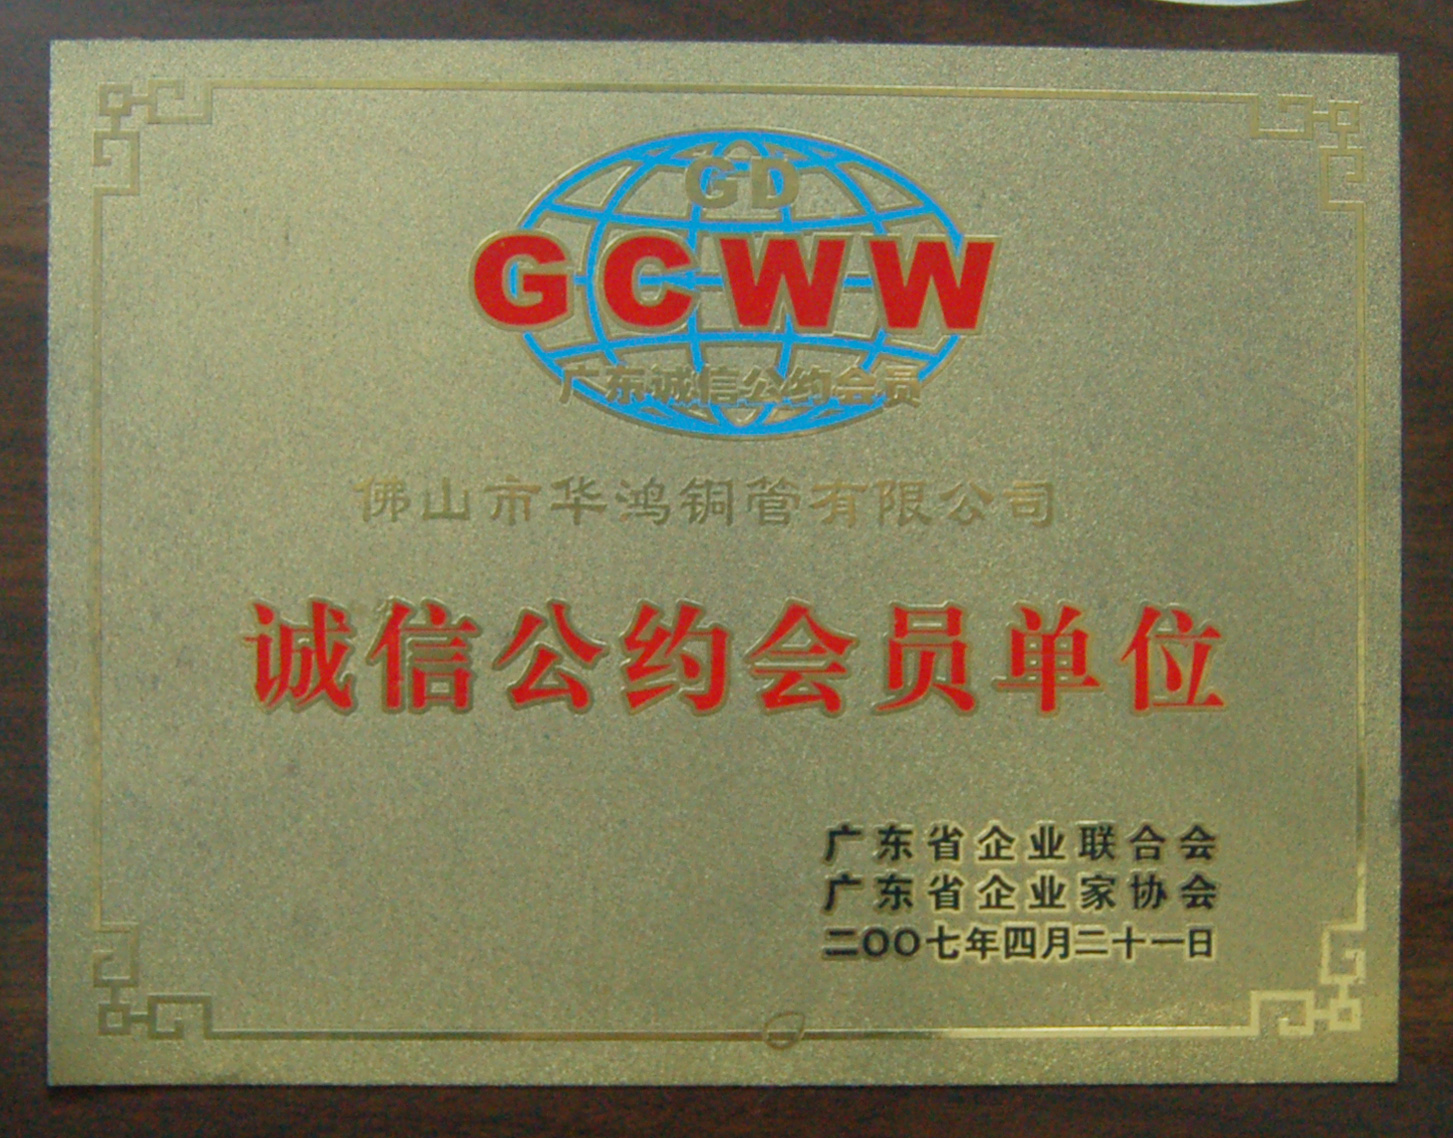 GD
GCWW
广东诚信公约会员
佛山市华鸿铜管有限公司
诚信公约会员单位
广东省企业联合会
广东省企业家协会
二〇〇七年四月二十一日